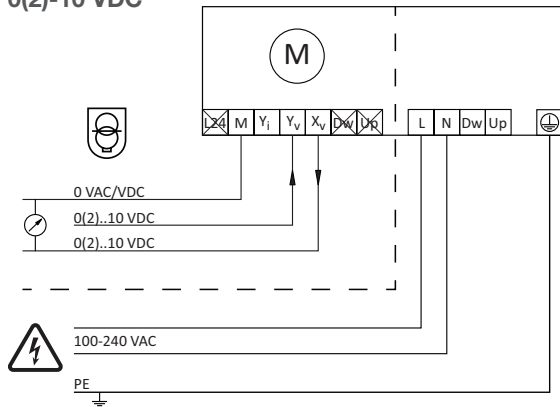 0(2)-10 VDC
M
L24 M Yi Yv Xv Dw Up L N Dw Up
0 VAC/VDC
0(2)..10 VDC
0(2)..10 VDC
100-240 VAC
PE